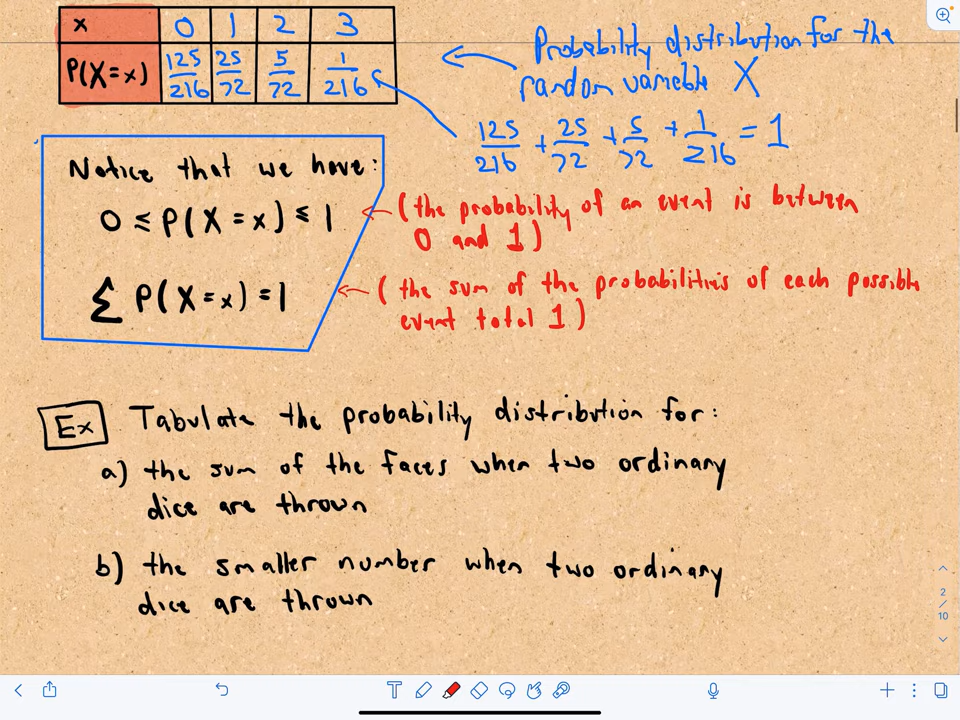 x 0 1 2 3
P(X=x) 125/216 25/72 5/72 1/216
Probability distribution for the
random variable X
125/216 + 25/72 + 5/72 + 1/216 = 1
Notice that we have:
0 ≤ P(X = x) ≤ 1
(the probability of an event is between
0 and 1)
∑ P(X=x) = 1
(the sum of the probabilities of each possible
event total 1)
Ex Tabulate the probability distribution for:
a) the sum of the faces when two ordinary
dice are thrown
b) the smaller number when two ordinary
dice are thrown
2
/
10
T